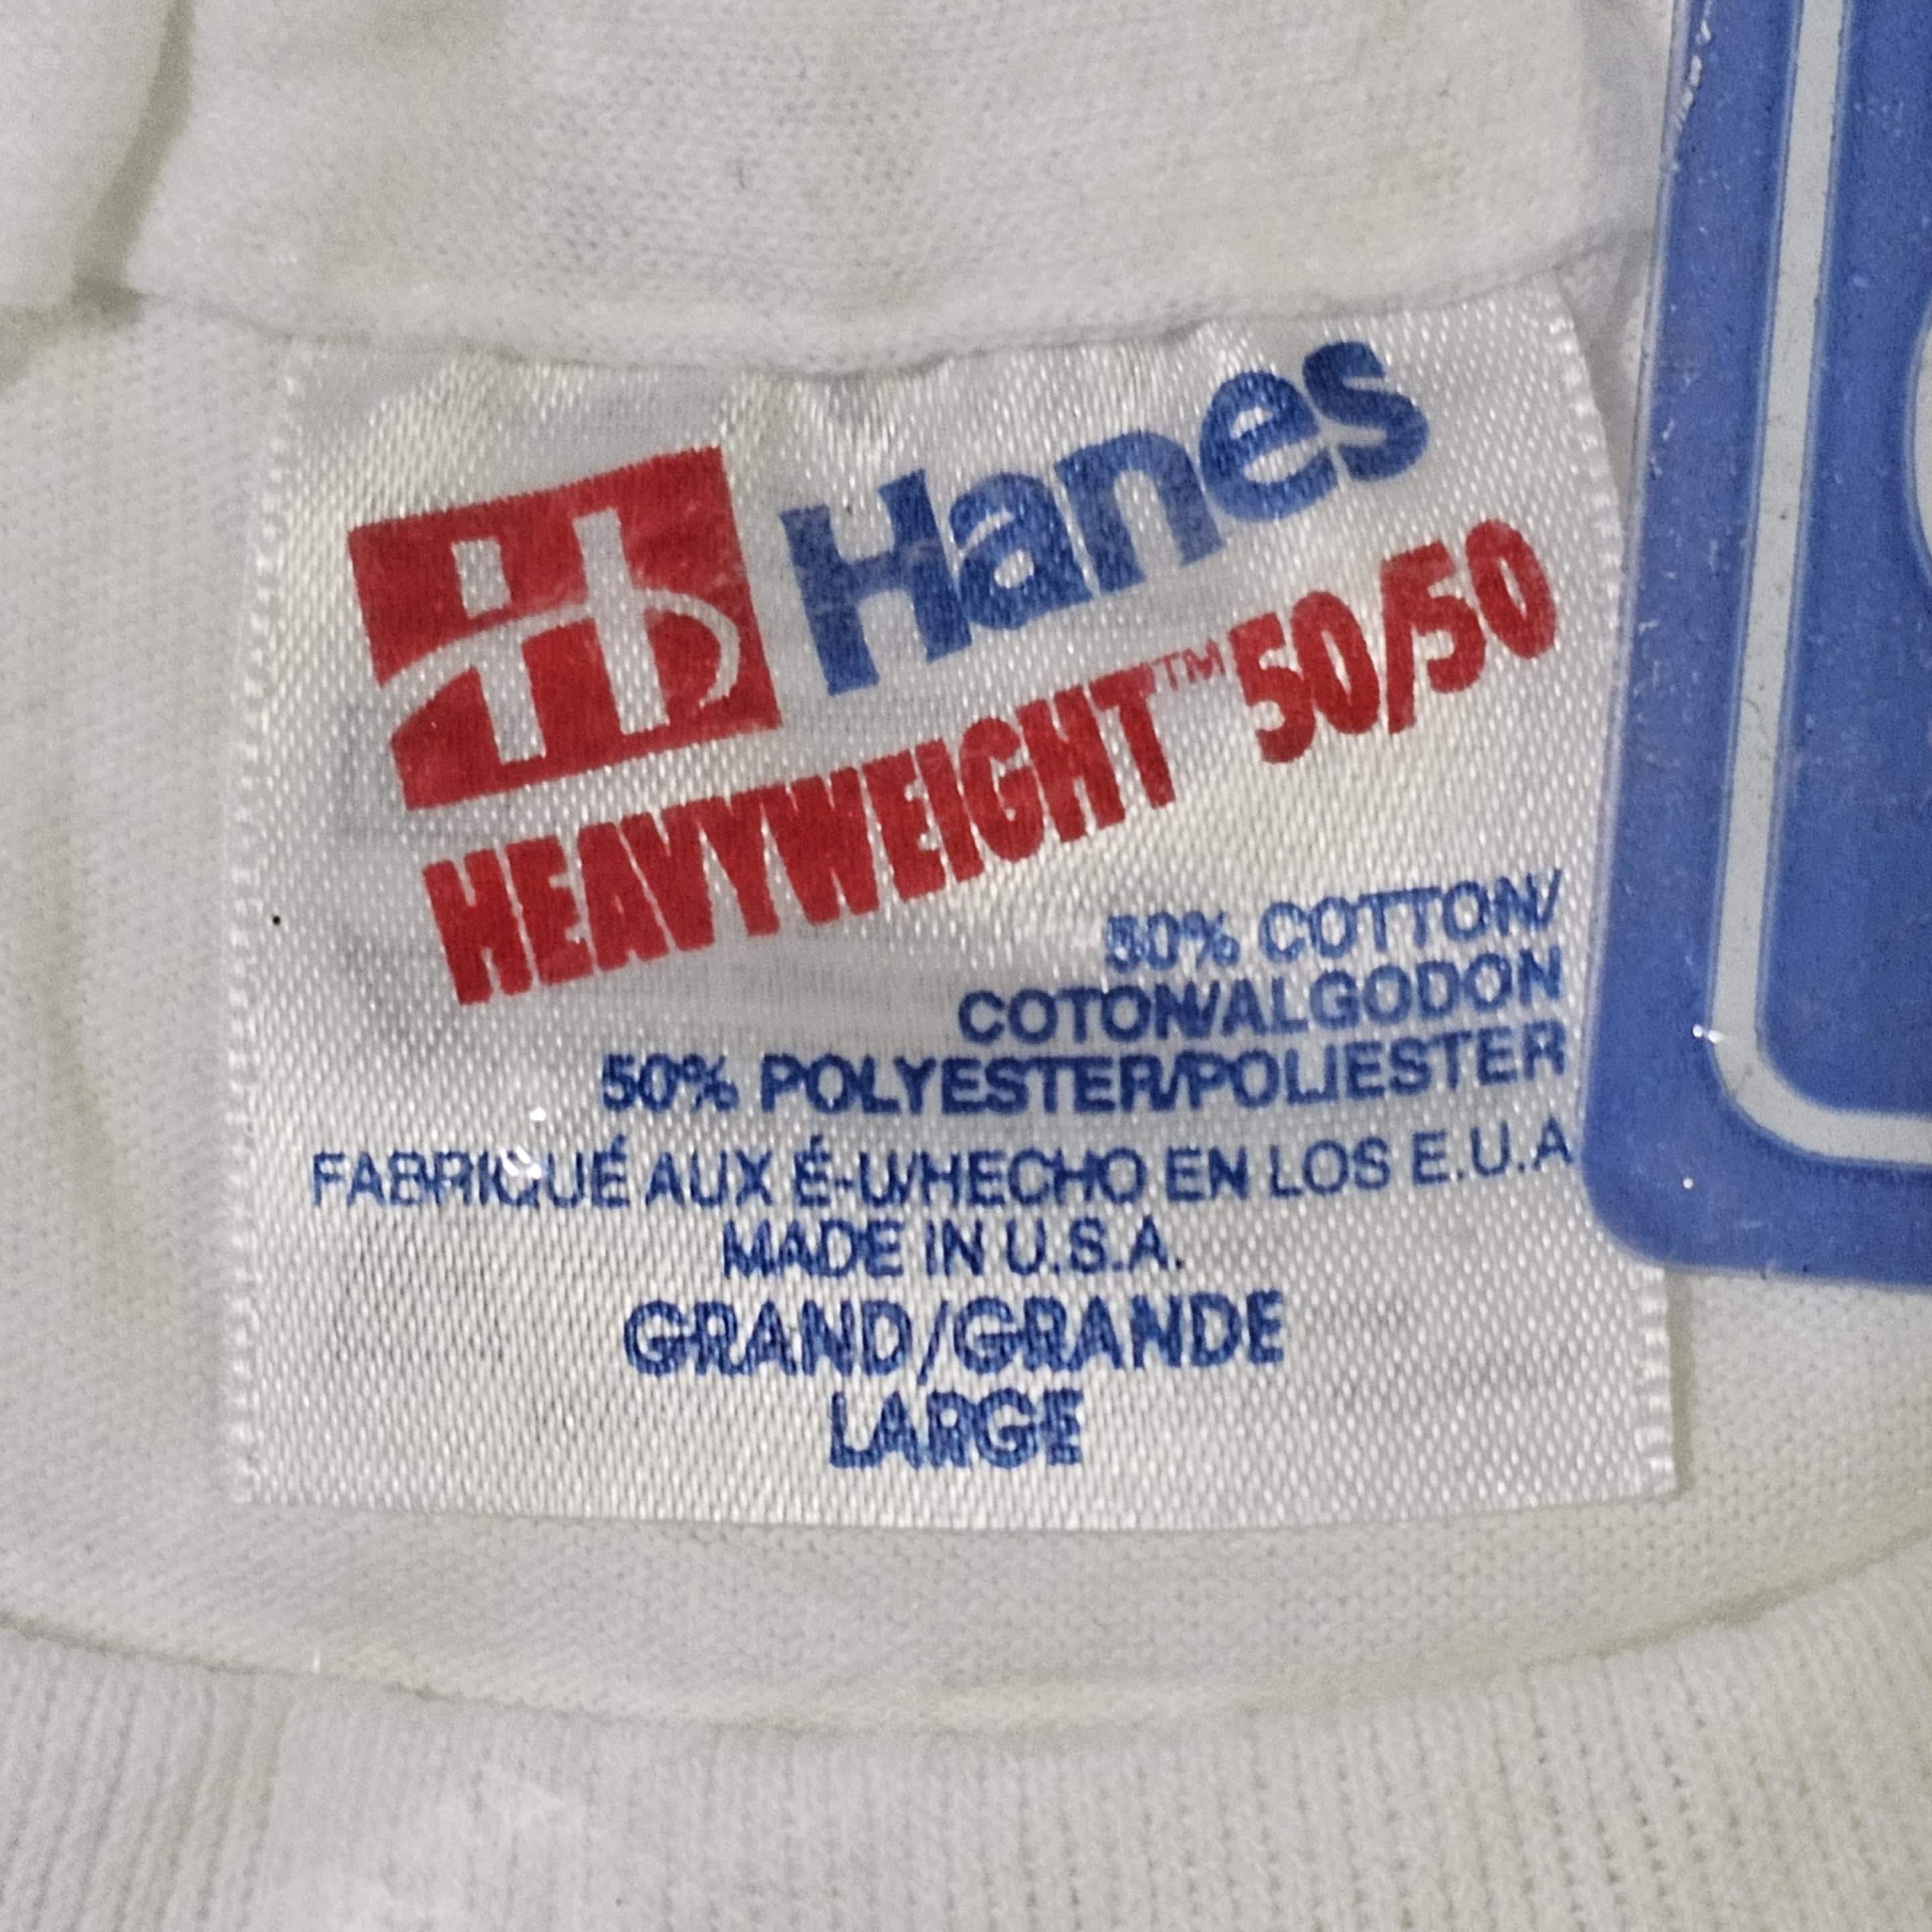 Hanes
HEAVYWEIGHT™ 50/50
50% COTTON/
COTON/ALGODON
50% POLYESTER/POLIESTER
FABRIQUÉ AUX É-U/HECHO EN LOS E.U.A
MADE IN U.S.A.
GRAND/GRANDE
LARGE